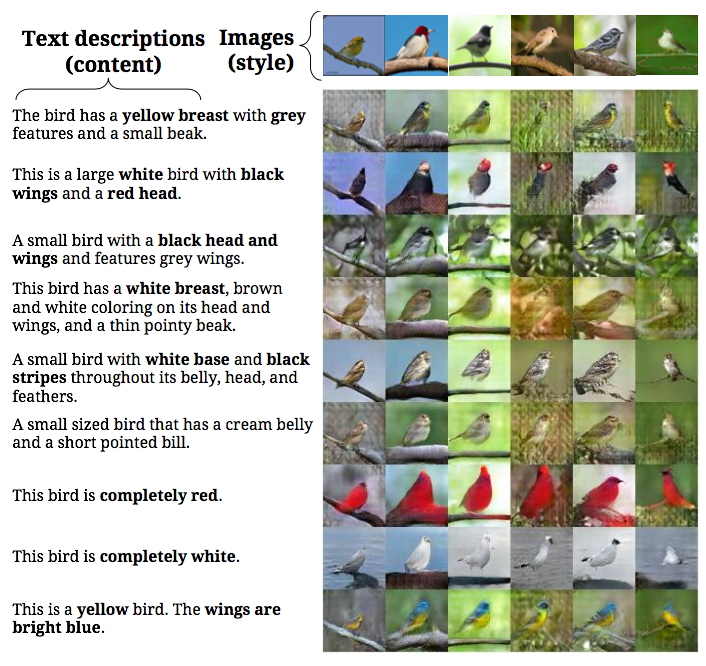 Text descriptions
(content)
Images
(style)
The bird has a yellow breast with grey
features and a small beak.
This is a large white bird with black
wings and a red head.
A small bird with a black head and
wings and features grey wings.
This bird has a white breast, brown
and white coloring on its head and
wings, and a thin pointy beak.
A small bird with white base and black
stripes throughout its belly, head, and
feathers.
A small sized bird that has a cream belly
and a short pointed bill.
This bird is completely red.
This bird is completely white.
This is a yellow bird. The wings are
bright blue.